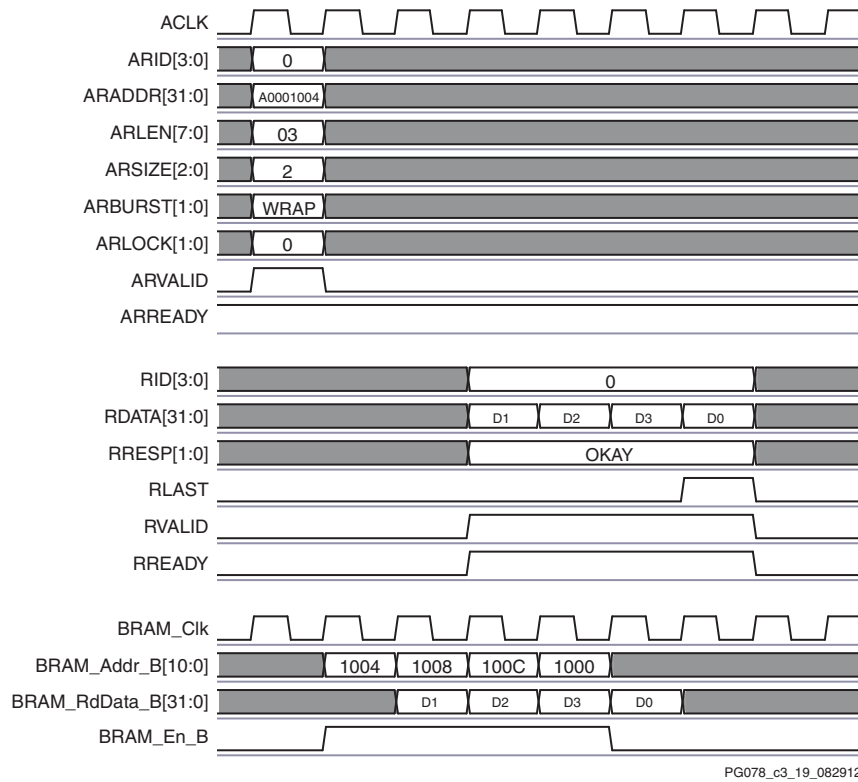 ACLK
ARID[3:0] 0
ARADDR[31:0] A0001004
ARLEN[7:0] 03
ARSIZE[2:0] 2
ARBURST[1:0] WRAP
ARLOCK[1:0] 0
ARVALID
ARREADY
RID[3:0] 0
RDATA[31:0] D1 D2 D3 D0
RRESP[1:0] OKAY
RLAST
RVALID
RREADY
BRAM_Clk
BRAM_Addr_B[10:0] 1004 1008 100C 1000
BRAM_RdData_B[31:0] D1 D2 D3 D0
BRAM_En_B
PG078_c3_19_082912